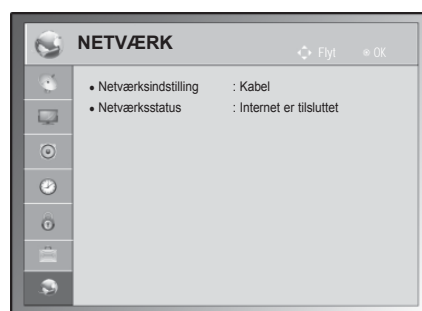 NETVÆRK
Flyt OK
• Netværksindstilling : Kabel
• Netværksstatus : Internet er tilsluttet